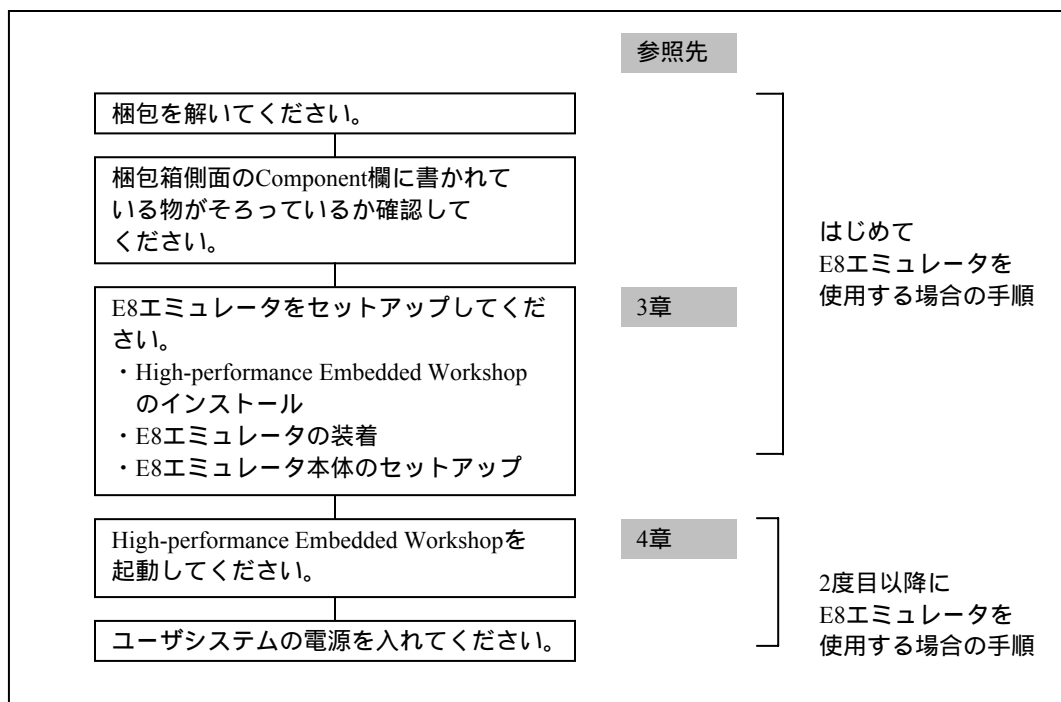 参照先
梱包を解いてください。
梱包箱側面のComponent欄に書かれて
いる物がそろっているか確認して
ください。
はじめて
E8エミュレータを
使用する場合の手順
E8エミュレータをセットアップしてくだ
さい。
・High-performance Embedded Workshop
のインストール
・E8エミュレータの装着
・E8エミュレータ本体のセットアップ
3章
High-performance Embedded Workshopを
起動してください。
4章
ユーザシステムの電源を入れてください。
2度目以降に
E8エミュレータを
使用する場合の手順